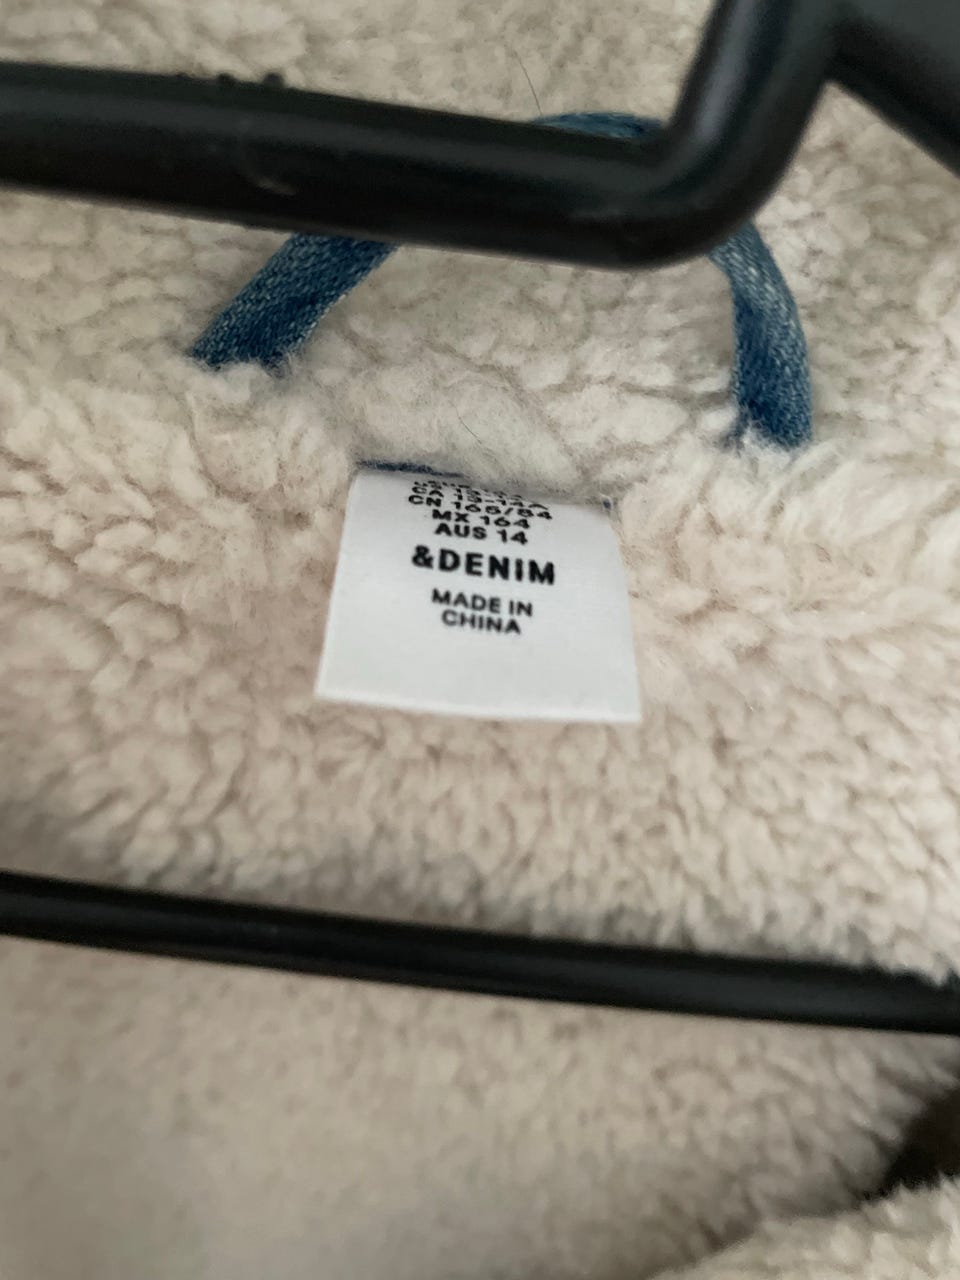 CN 165/84
MX 164
AUS 14
&DENIM
MADE IN
CHINA